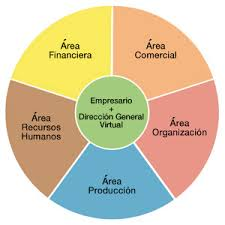 Área
Financiera
Área
Comercial
Empresario
+
Dirección General
Virtual
Área
Recursos
Humanos
Área
Organización
Área
Producción